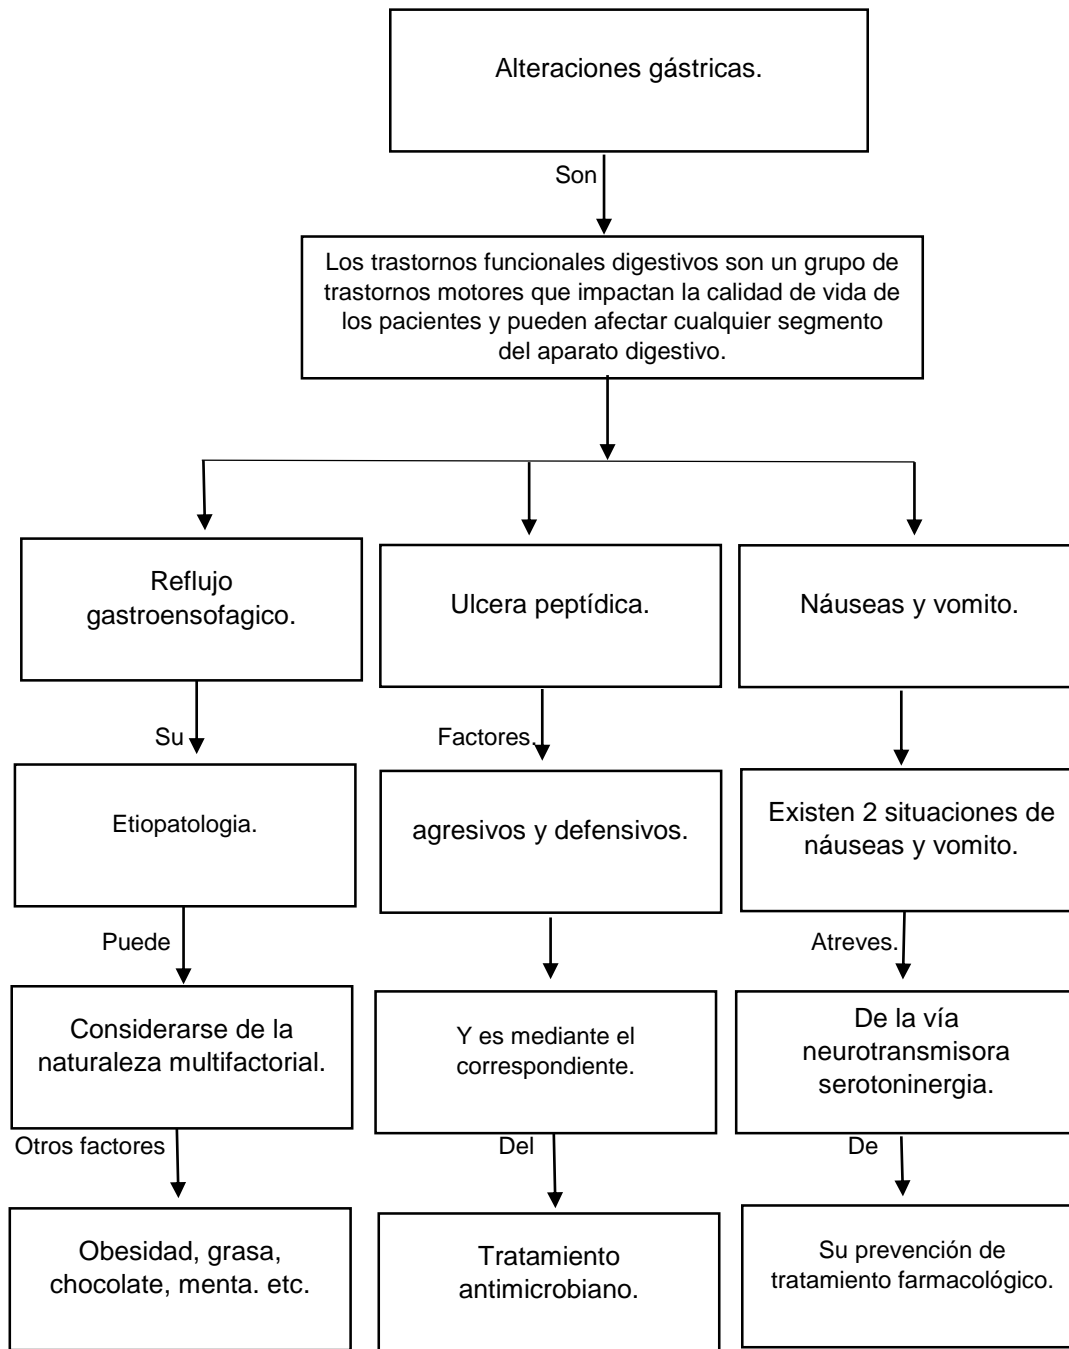 Alteraciones gástricas.
Son
Los trastornos funcionales digestivos son un grupo de
trastornos motores que impactan la calidad de vida de
los pacientes y pueden afectar cualquier segmento
del aparato digestivo.
Reflujo
gastroensofagico.
Ulcera peptídica.
Náuseas y vomito.
Su
Factores.
Etiopatologia.
agresivos y defensivos.
Existen 2 situaciones de
náuseas y vomito.
Puede
Atreves.
Considerarse de la
naturaleza multifactorial.
Y es mediante el
correspondiente.
De la vía
neurotransmisora
serotoninergia.
Otros factores
Del
De
Obesidad, grasa,
chocolate, menta. etc.
Tratamiento
antimicrobiano.
Su prevención de
tratamiento farmacológico.